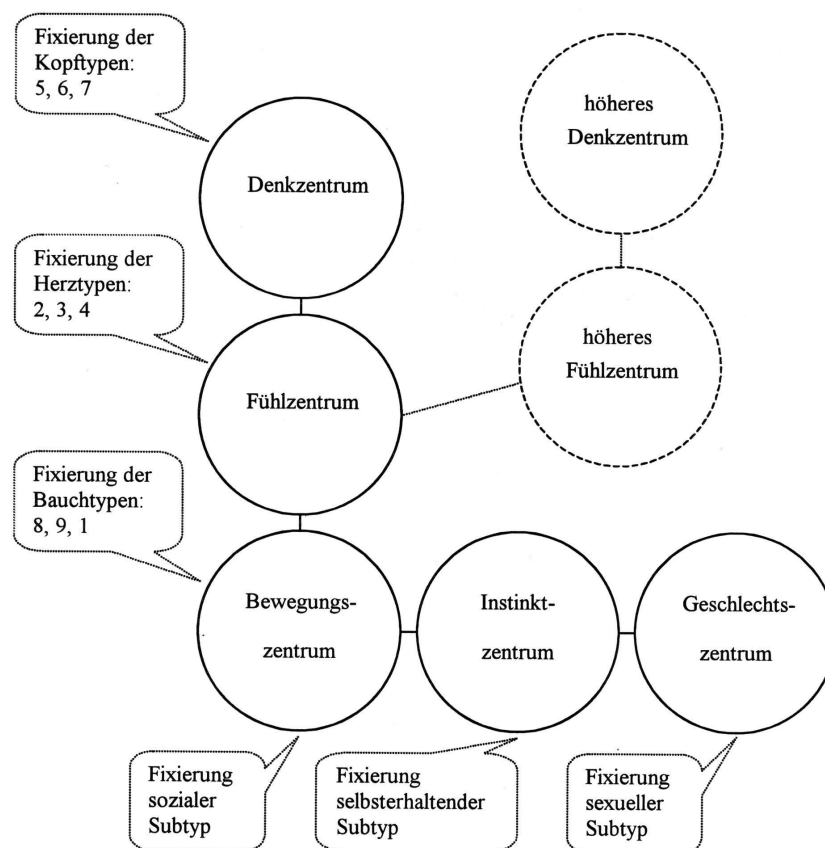 Fixierung der
Kopftypen:
5, 6, 7
höheres
Denkzentrum
Denkzentrum
Fixierung der
Herztypen:
2, 3, 4
höheres
Fühlzentrum
Fühlzentrum
Fixierung der
Bauchtypen:
8, 9, 1
Bewegungs-
zentrum
Instinkt-
zentrum
Geschlechts-
zentrum
Fixierung
sozialer
Subtyp
Fixierung
selbsterhaltender
Subtyp
Fixierung
sexueller
Subtyp